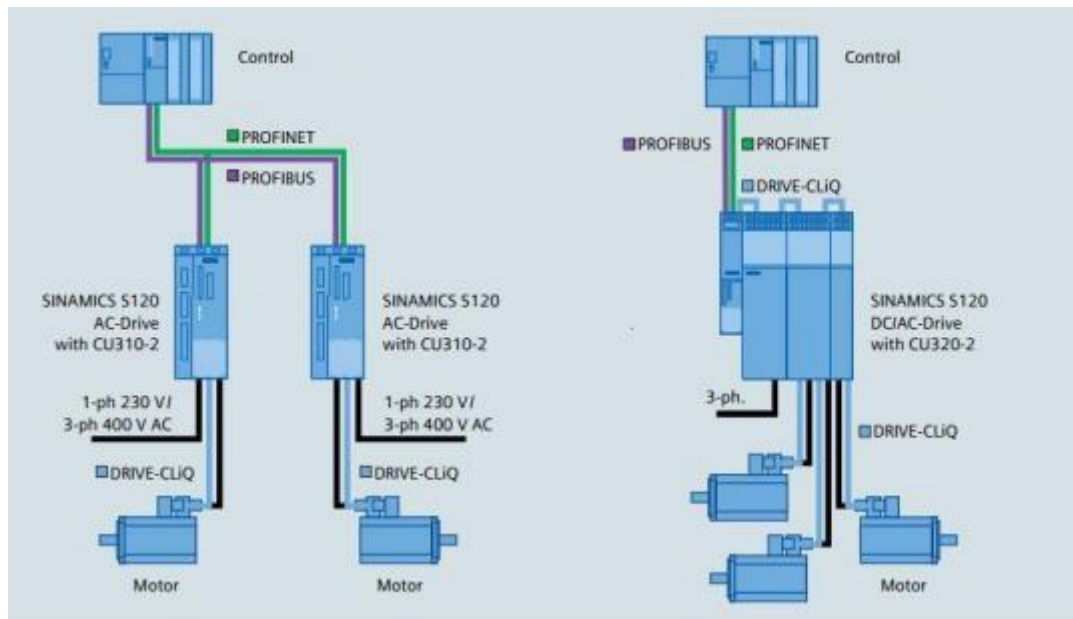 Control
PROFINET
PROFIBUS
SINAMICS S120
AC-Drive
with CU310-2
SINAMICS S120
AC-Drive
with CU310-2
1-ph 230 V/
3-ph 400 V AC
1-ph 230 V/
3-ph 400 V AC
DRIVE-CLiQ
DRIVE-CLiQ
Motor
Motor
Control
PROFIBUS
PROFINET
DRIVE-CLiQ
SINAMICS S120
DC/AC-Drive
with CU320-2
3-ph.
DRIVE-CLiQ
Motor